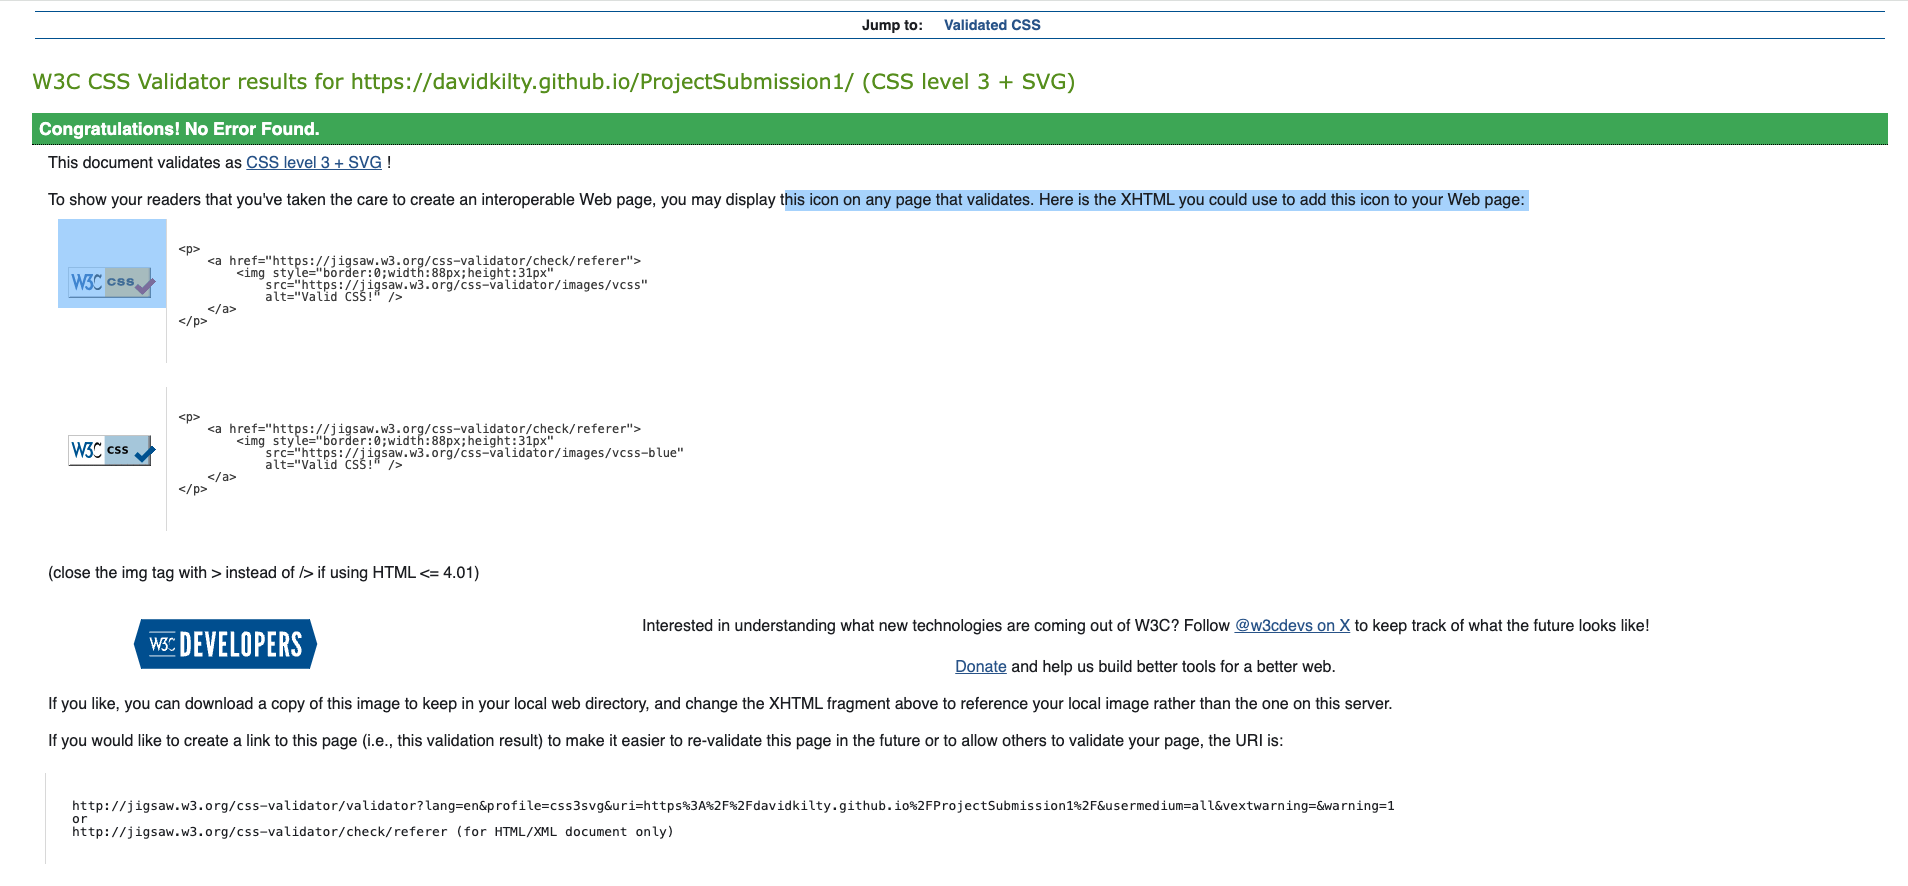 Jump to: Validated CSS
W3C CSS Validator results for https://davidkilty.github.io/ProjectSubmission1/ (CSS level 3 + SVG)
Congratulations! No Error Found.
This document validates as CSS level 3 + SVG !
To show your readers that you've taken the care to create an interoperable Web page, you may display this icon on any page that validates. Here is the XHTML you could use to add this icon to your Web page:
W3C css
<p>
<a href="https://jigsaw.w3.org/css-validator/check/referer">
<img style="border:0;width:88px;height:31px"
src="https://jigsaw.w3.org/css-validator/images/vcss"
alt="Valid CSS!" />
</a>
</p>
W3C css
<p>
<a href="https://jigsaw.w3.org/css-validator/check/referer">
<img style="border:0;width:88px;height:31px"
src="https://jigsaw.w3.org/css-validator/images/vcss-blue"
alt="Valid CSS!" />
</a>
</p>
(close the img tag with > instead of /> if using HTML <= 4.01)
W3C DEVELOPERS
Interested in understanding what new technologies are coming out of W3C? Follow @w3cdevs on X to keep track of what the future looks like!
Donate and help us build better tools for a better web.
If you like, you can download a copy of this image to keep in your local web directory, and change the XHTML fragment above to reference your local image rather than the one on this server.
If you would like to create a link to this page (i.e., this validation result) to make it easier to re-validate this page in the future or to allow others to validate your page, the URI is:
http://jigsaw.w3.org/css-validator/validator?lang=en&profile=css3svg&uri=https%3A%2F%2Fdavidkilty.github.io%2FProjectSubmission1%2F&usermedium=all&vextwarning=&warning=1
or
http://jigsaw.w3.org/css-validator/check/referer (for HTML/XML document only)